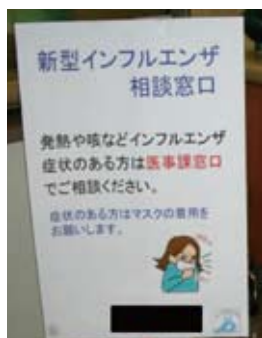 新型インフルエンザ
相談窓口
発熱や咳などインフルエンザ
症状のある方は医事課窓口
でご相談ください。
症状のある方はマスクの着用を
お願いします。